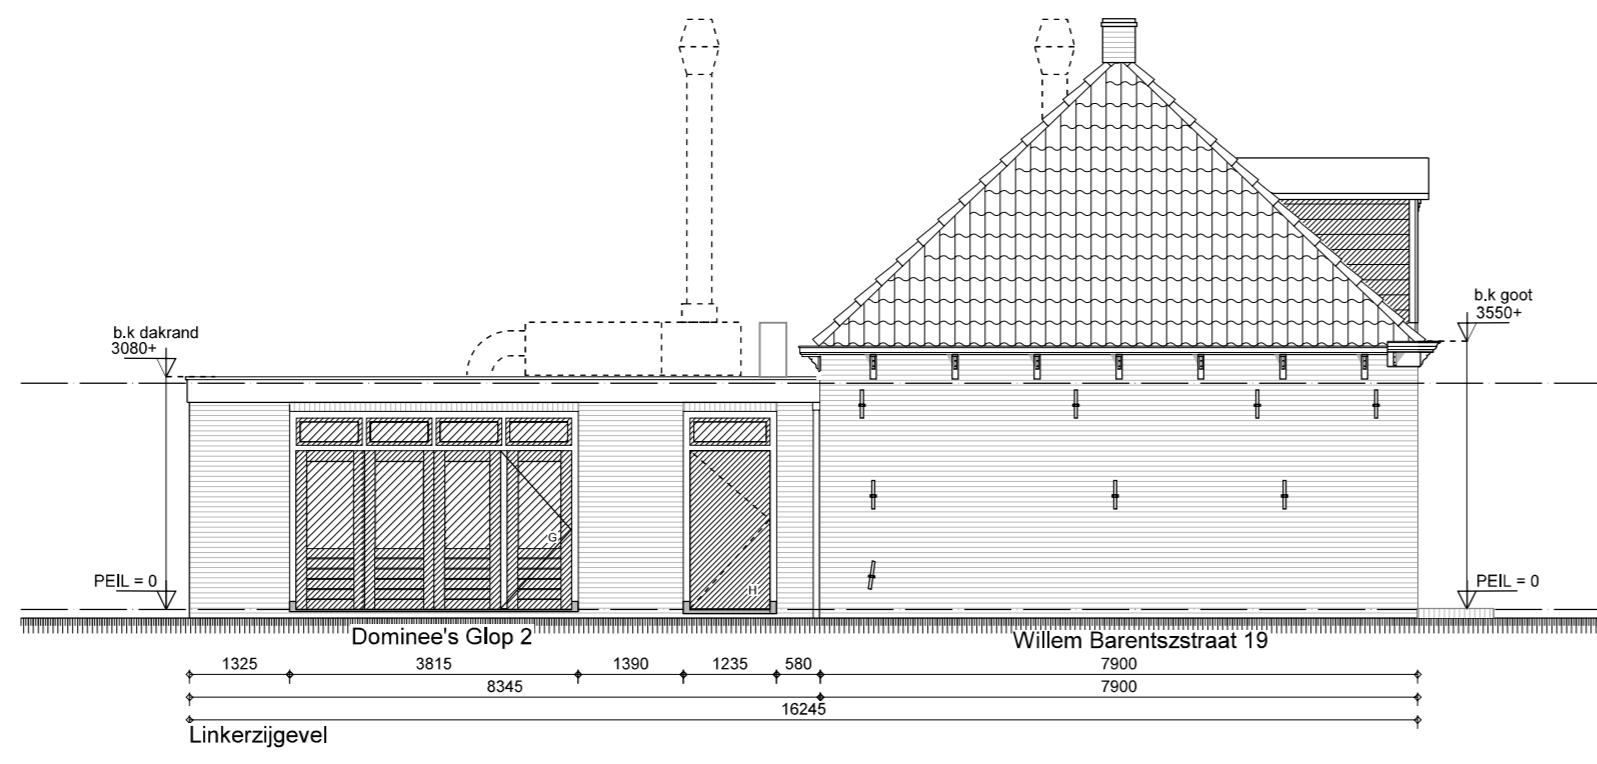 b.k goot
3550+
b.k dakrand
3080+
G
H
PEIL = 0
PEIL = 0
Dominee's Glop 2
Willem Barentszstraat 19
1325 3815 1390 1235 580 7900
8345 7900
16245
Linkerzijgevel